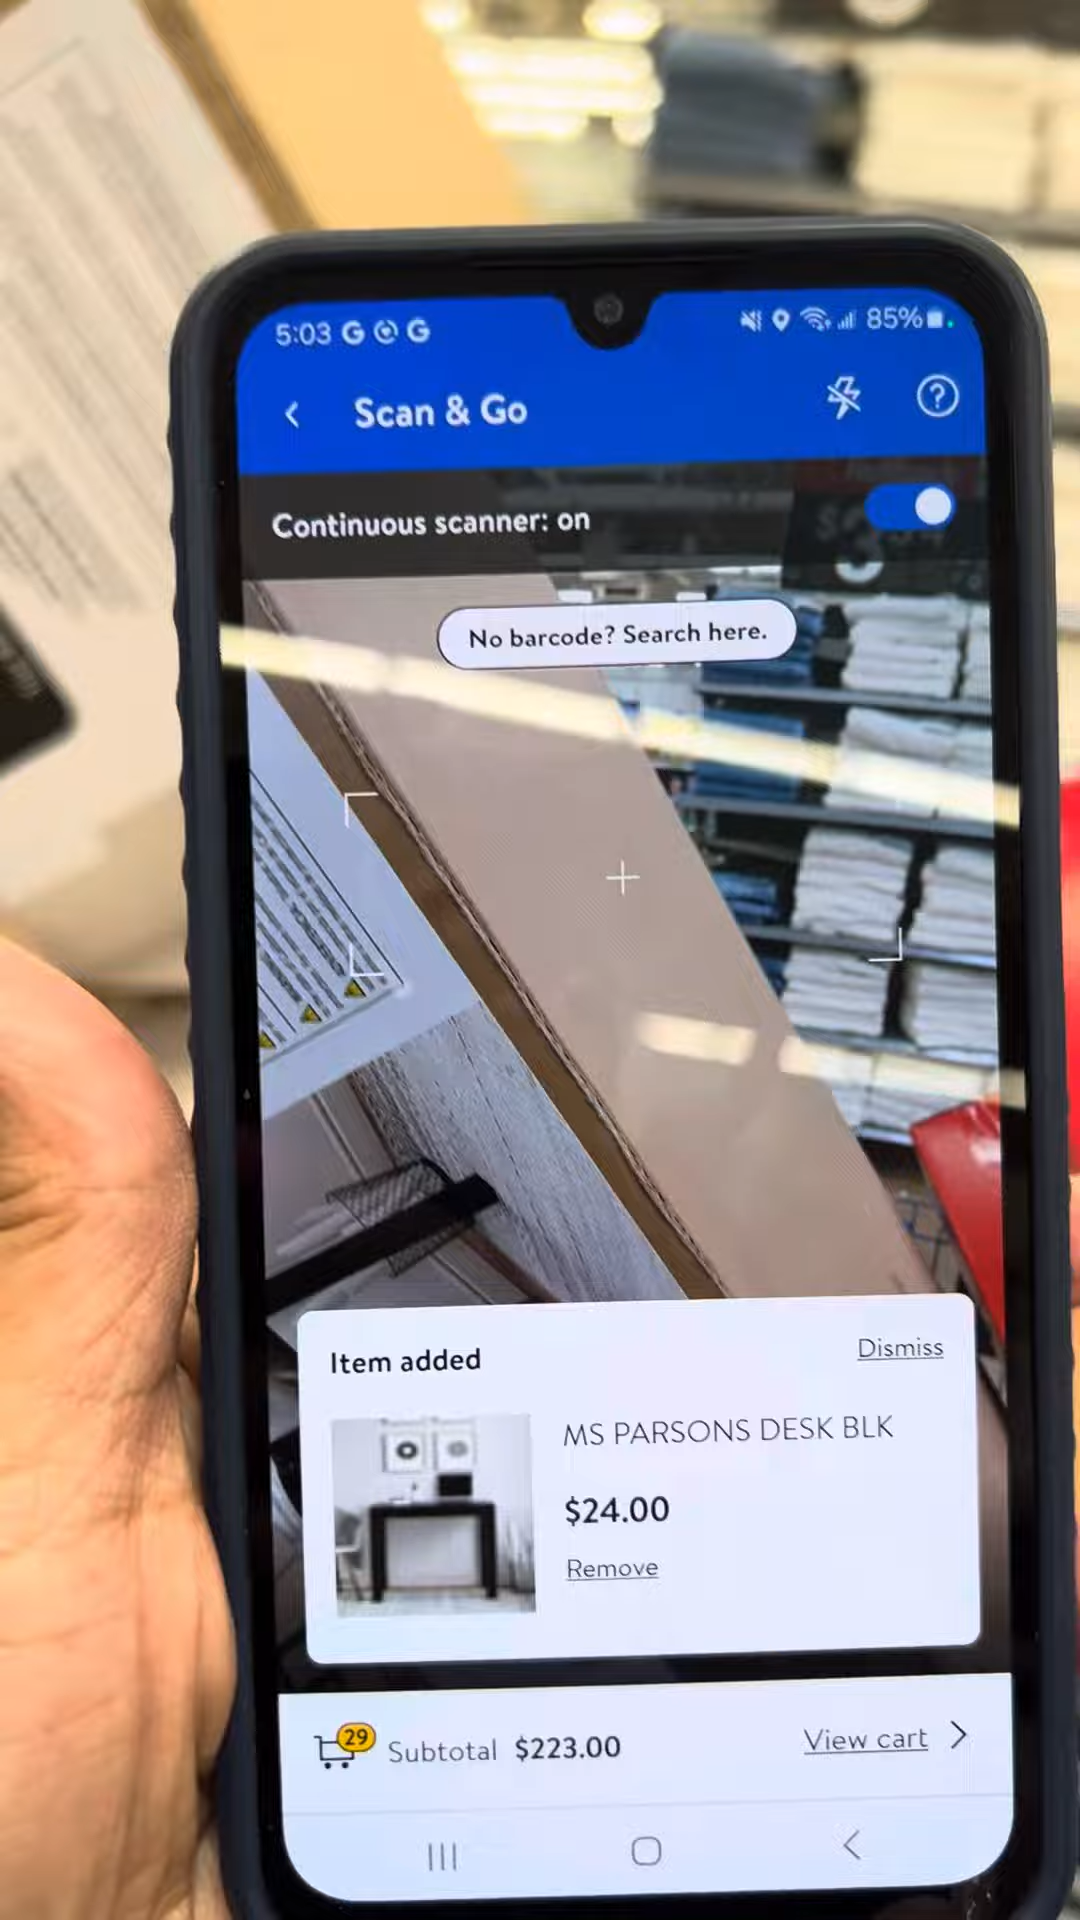 5:03 G G
85%
Scan & Go
Continuous scanner: on
No barcode? Search here.
Item added
Dismiss
MS PARSONS DESK BLK
$24.00
Remove
29
Subtotal $223.00
View cart